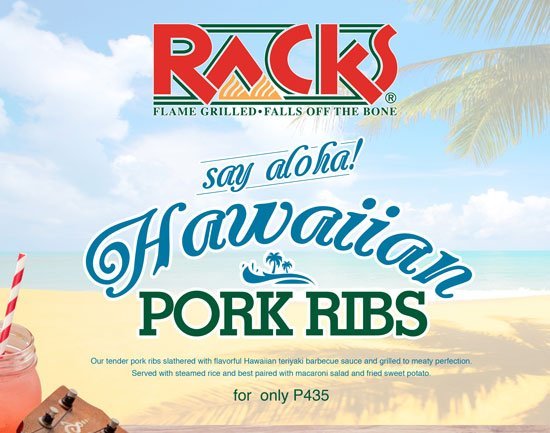 RACKS®
FLAME GRILLED•FALLS OFF THE BONE
say aloha!
Hawaiian
PORK RIBS
Our tender pork ribs slathered with flavorful Hawaiian teriyaki barbecue sauce and grilled to meaty perfection.
Served with steamed rice and best paired with macaroni salad and fried sweet potato.
for only P435